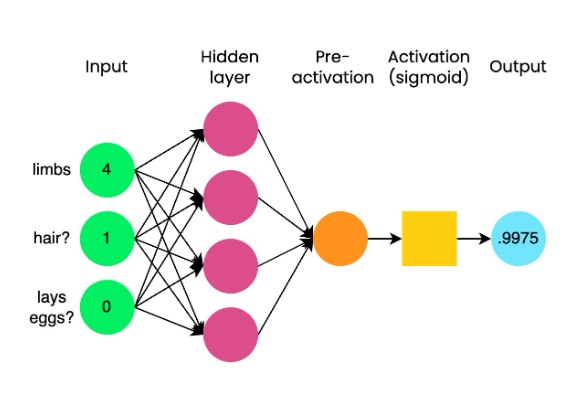 Input
Hidden
layer
Pre-
activation
Activation
(sigmoid)
Output
limbs
4
hair?
1
lays
eggs?
0
.9975